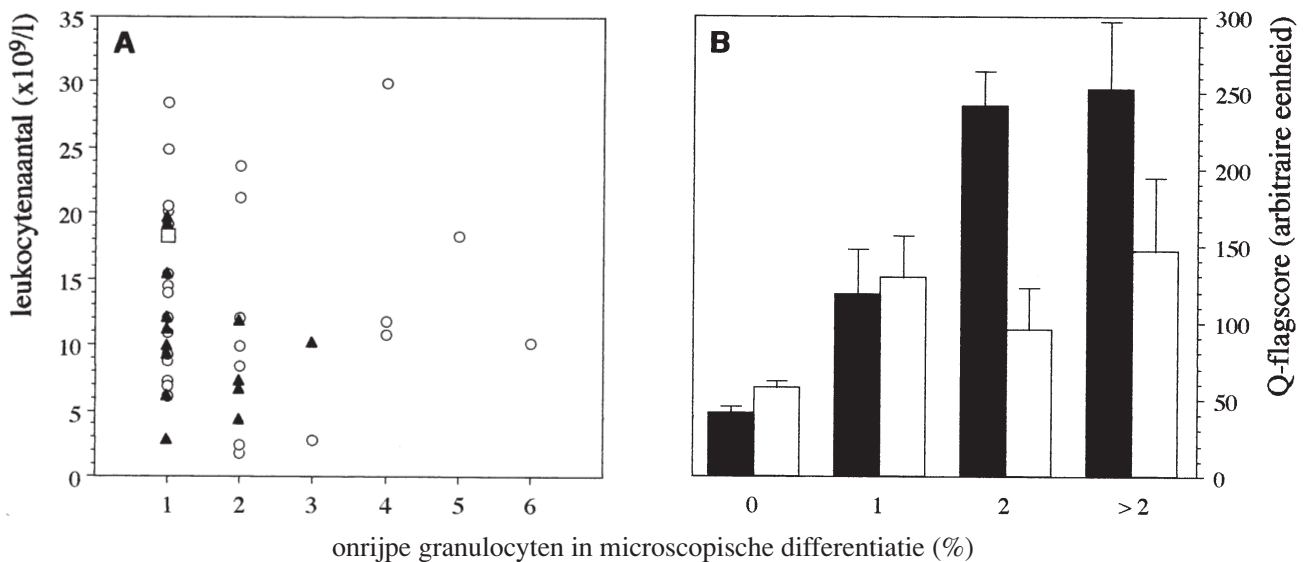 A
leukocytenaantal (x10⁹/l)
35
30
25
20
15
10
5
0
1 2 3 4 5 6
B
Q-flagscore (arbitraire eenheid)
300
250
200
150
100
50
0
0 1 2 >2
onrijpe granulocyten in microscopische differentiatie (%)